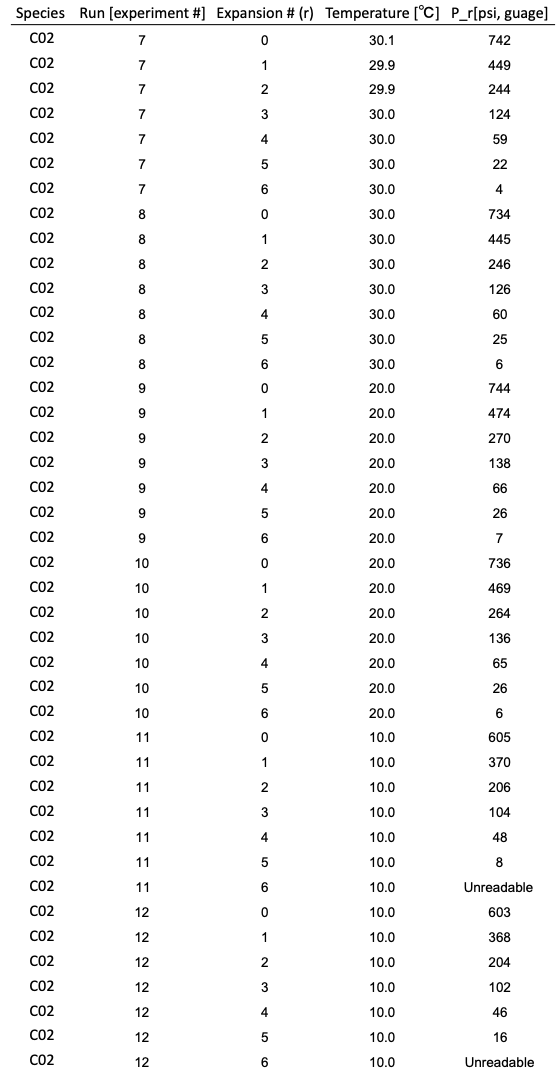 Species Run [experiment #] Expansion # (r) Temperature [℃] P_r[psi, guage]
C02 7 0 30.1 742
C02 7 1 29.9 449
C02 7 2 29.9 244
C02 7 3 30.0 124
C02 7 4 30.0 59
C02 7 5 30.0 22
C02 7 6 30.0 4
C02 8 0 30.0 734
C02 8 1 30.0 445
C02 8 2 30.0 246
C02 8 3 30.0 126
C02 8 4 30.0 60
C02 8 5 30.0 25
C02 8 6 30.0 6
C02 9 0 20.0 744
C02 9 1 20.0 474
C02 9 2 20.0 270
C02 9 3 20.0 138
C02 9 4 20.0 66
C02 9 5 20.0 26
C02 9 6 20.0 7
C02 10 0 20.0 736
C02 10 1 20.0 469
C02 10 2 20.0 264
C02 10 3 20.0 136
C02 10 4 20.0 65
C02 10 5 20.0 26
C02 10 6 20.0 6
C02 11 0 10.0 605
C02 11 1 10.0 370
C02 11 2 10.0 206
C02 11 3 10.0 104
C02 11 4 10.0 48
C02 11 5 10.0 8
C02 11 6 10.0 Unreadable
C02 12 0 10.0 603
C02 12 1 10.0 368
C02 12 2 10.0 204
C02 12 3 10.0 102
C02 12 4 10.0 46
C02 12 5 10.0 16
C02 12 6 10.0 Unreadable